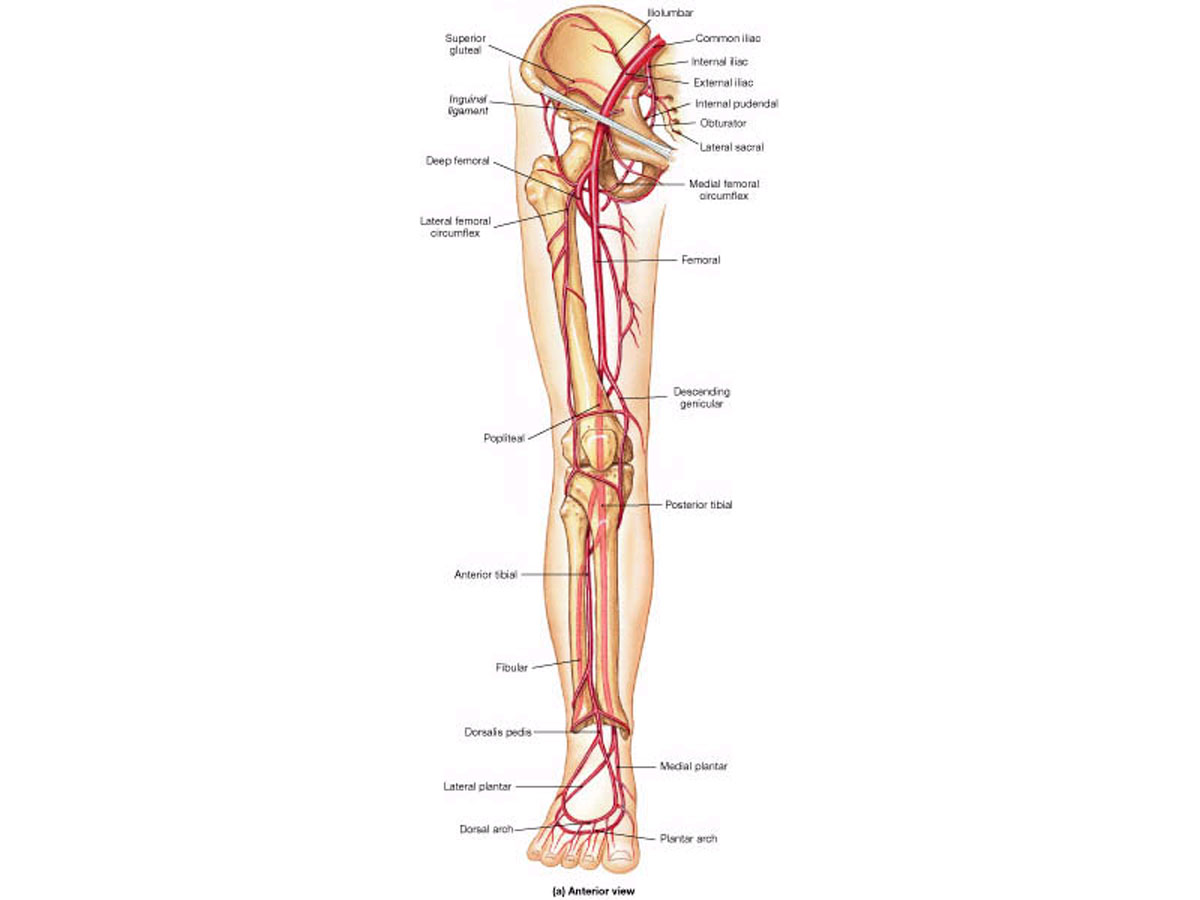 Iliolumbar
Superior
gluteal
Common iliac
Internal iliac
External iliac
Inguinal
ligament
Internal pudendal
Obturator
Lateral sacral
Deep femoral
Medial femoral
circumflex
Lateral femoral
circumflex
Femoral
Descending
genicular
Popliteal
Posterior tibial
Anterior tibial
Fibular
Dorsalis pedis
Medial plantar
Lateral plantar
Dorsal arch
Plantar arch
(a) Anterior view